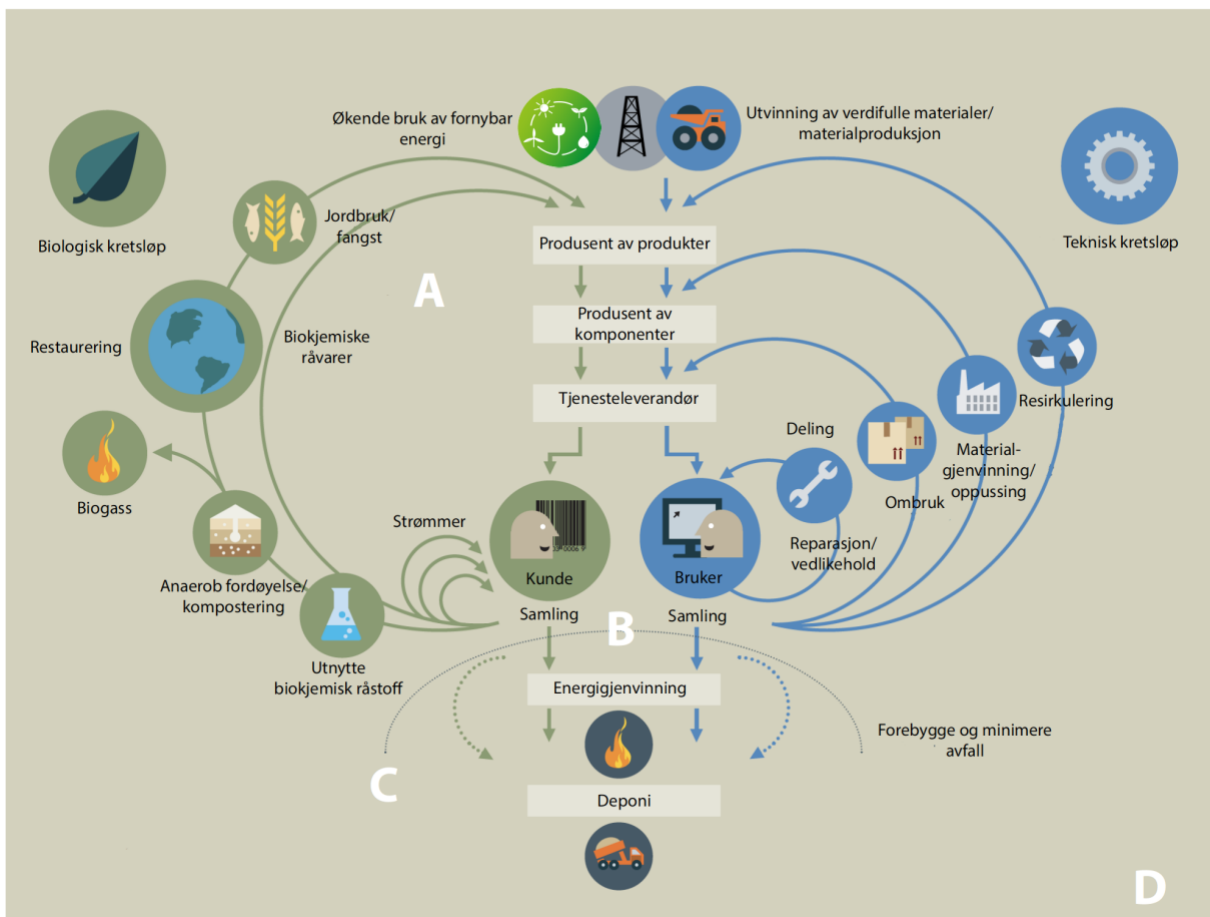 Økende bruk av fornybar
energi
Utvinning av verdifulle materialer/
materialproduksjon
Biologisk kretsløp
Teknisk kretsløp
Jordbruk/
fangst
Produsent av produkter
A
Produsent av
komponenter
Restaurering
Biokjemiske
råvarer
Tjenesteleverandør
Resirkulering
Deling
Material-
gjenvinning/
oppussing
Ombruk
Biogass
Strømmer
Reparasjon/
vedlikehold
Kunde
Bruker
Anaerob fordøyelse/
kompostering
Samling
Samling
B
Utnytte
biokjemisk råstoff
Energigjenvinning
Forebygge og minimere
avfall
C
Deponi
D